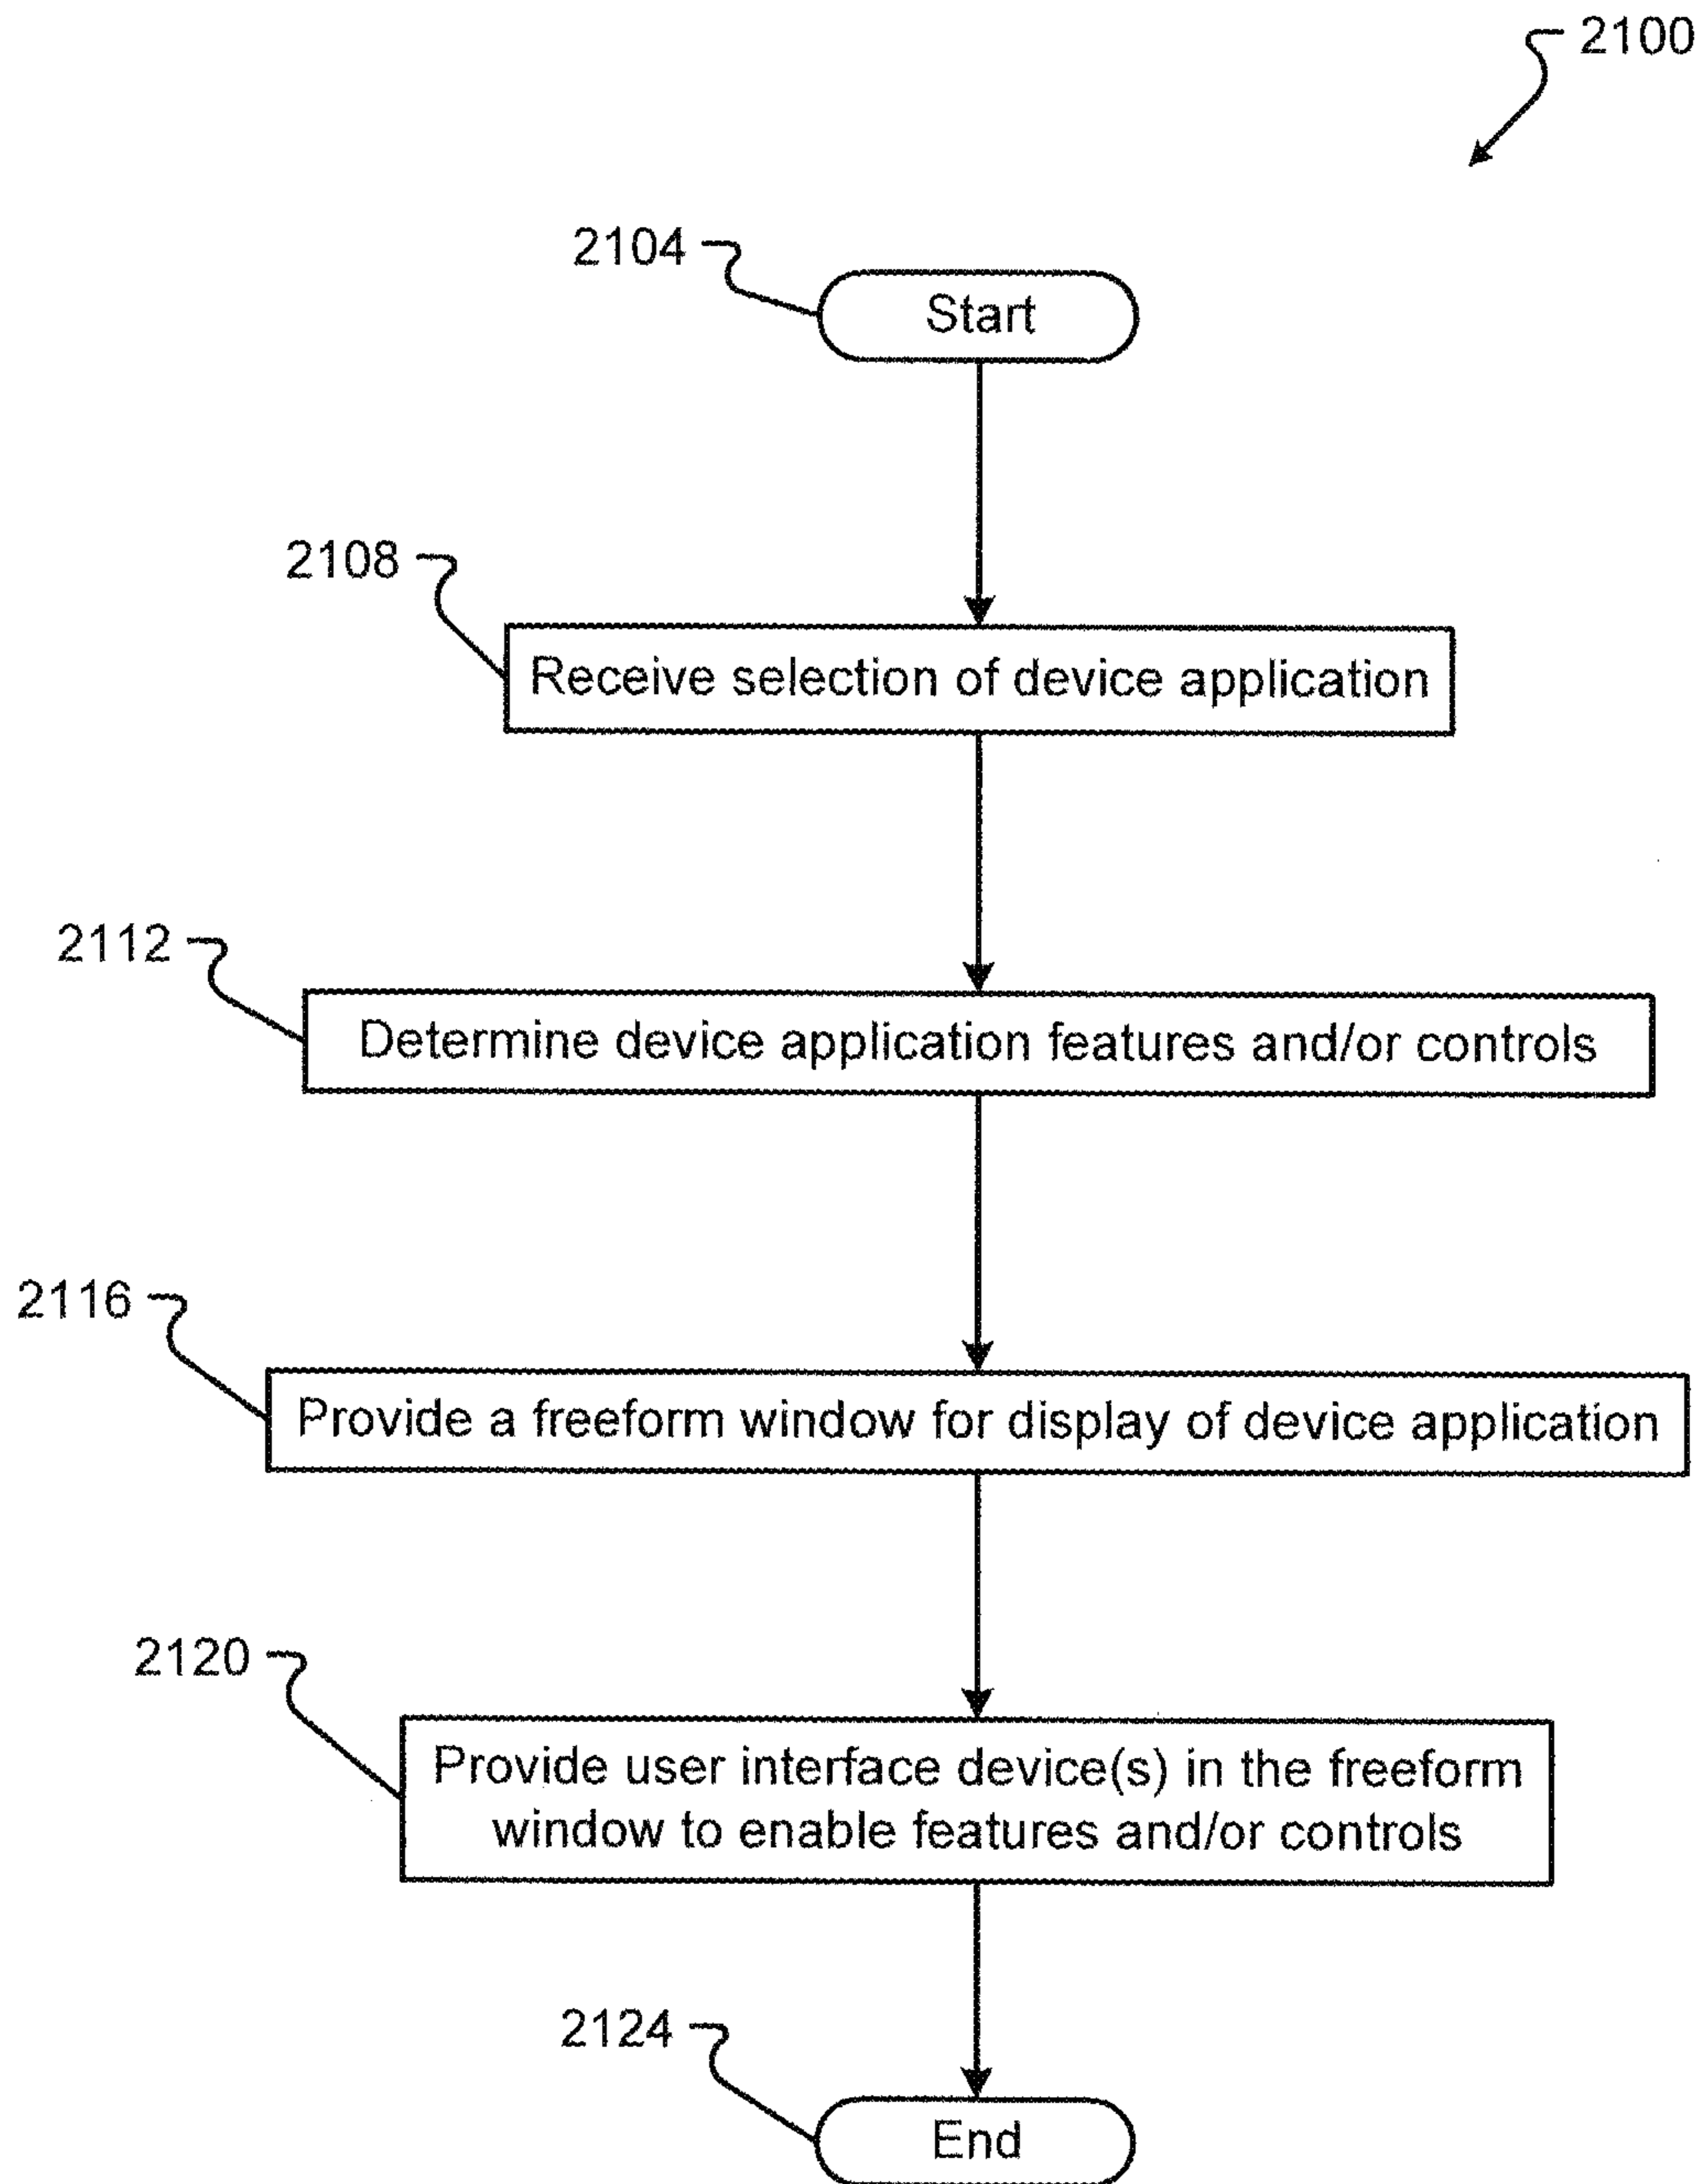 2100
2104
Start
2108
Receive selection of device application
2112
Determine device application features and/or controls
2116
Provide a freeform window for display of device application
2120
Provide user interface device(s) in the freeform
window to enable features and/or controls
2124
End